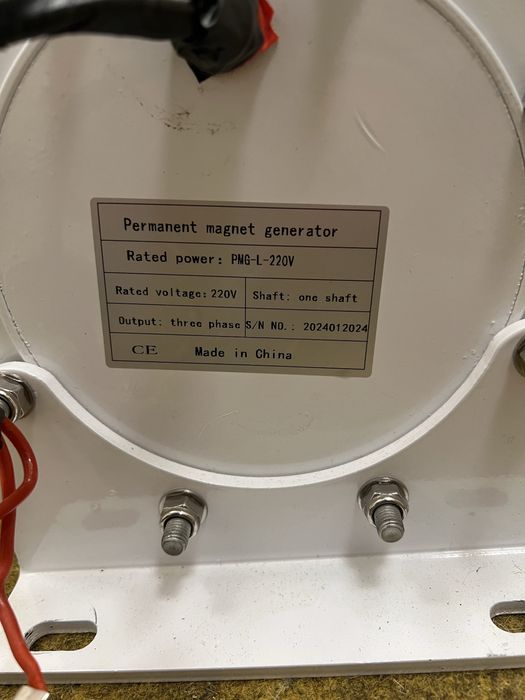 Permanent magnet generator
Rated power: PMG-L-220V
Rated voltage: 220V Shaft: one shaft
Output: three phase S/N NO.: 2024012024
CE Made in China